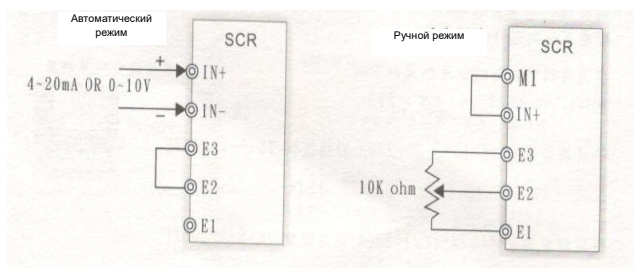 Автоматический
режим
SCR
+
IN+
4~20mA OR 0~10V
IN-
−
E3
E2
E1
Ручной режим
SCR
M1
IN+
E3
10K ohm
E2
E1